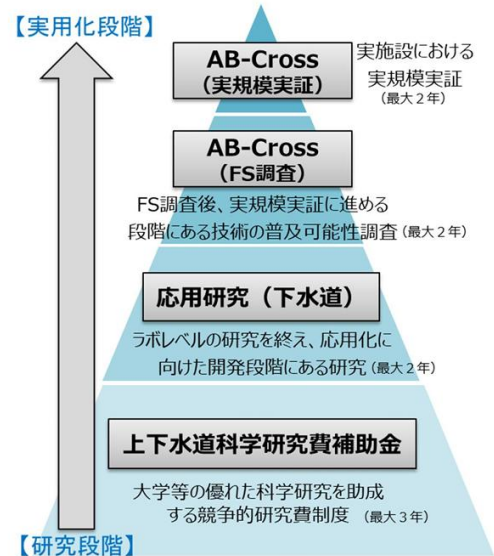 【実用化段階】
AB-Cross
（実規模実証）
実施設における
実規模実証
（最大２年）
AB-Cross
（FS調査）
FS調査後、実規模実証に進める
段階にある技術の普及可能性調査（最大２年）
応用研究（下水道）
ラボレベルの研究を終え、応用化に
向けた開発段階にある研究（最大２年）
上下水道科学研究費補助金
大学等の優れた科学研究を助成
する競争的研究費制度（最大３年）
【研究段階】